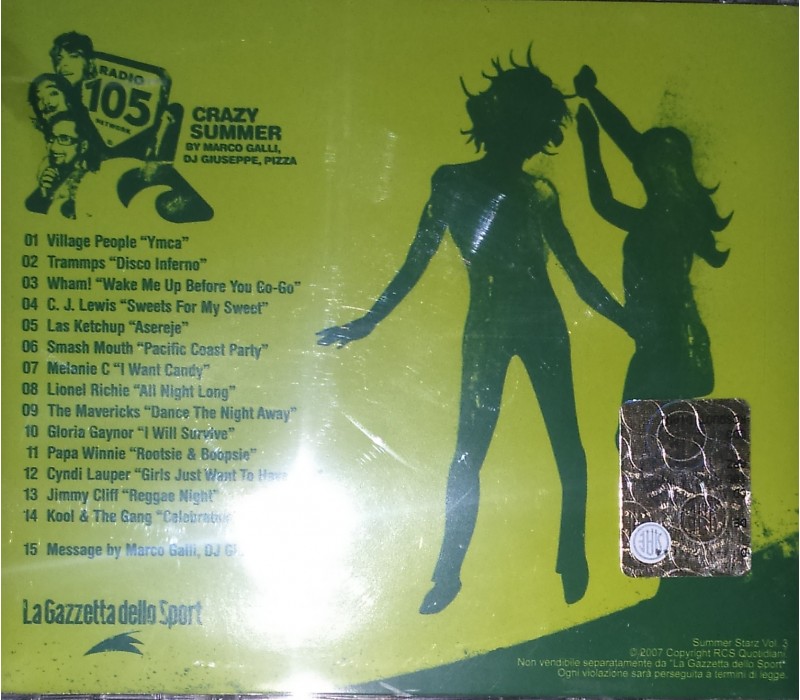 RADIO
105
NETWORK
CRAZY
SUMMER
BY MARCO GALLI,
DJ GIUSEPPE, PIZZA
01 Village People "Ymca"
02 Trammps "Disco Inferno"
03 Wham! "Wake Me Up Before You Go-Go"
04 C. J. Lewis "Sweets For My Sweet"
05 Las Ketchup "Asereje"
06 Smash Mouth "Pacific Coast Party"
07 Melanie C "I Want Candy"
08 Lionel Richie "All Night Long"
09 The Mavericks "Dance The Night Away"
10 Gloria Gaynor "I Will Survive"
11 Papa Winnie "Rootsie & Boopsie"
12 Cyndi Lauper "Girls Just Want To Have
13 Jimmy Cliff "Reggae Night"
14 Kool & The Gang "Celebration
15 Message by Marco Galli, DJ
La Gazzetta dello Sport
SIAE
Summer Starz Vol. 3
© 2007 Copyright RCS Quotidiani.
Non vendibile separatamente da "La Gazzetta dello Sport"
Ogni violazione sarà perseguita a termini di legge.